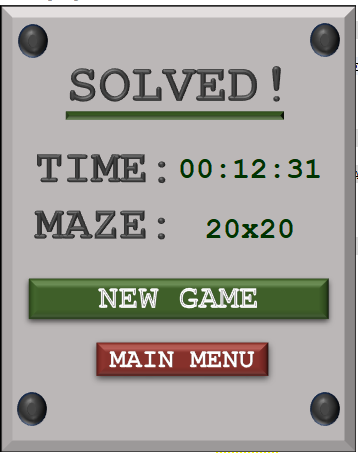 SOLVED!
TIME: 00:12:31
MAZE: 20x20
NEW GAME
MAIN MENU